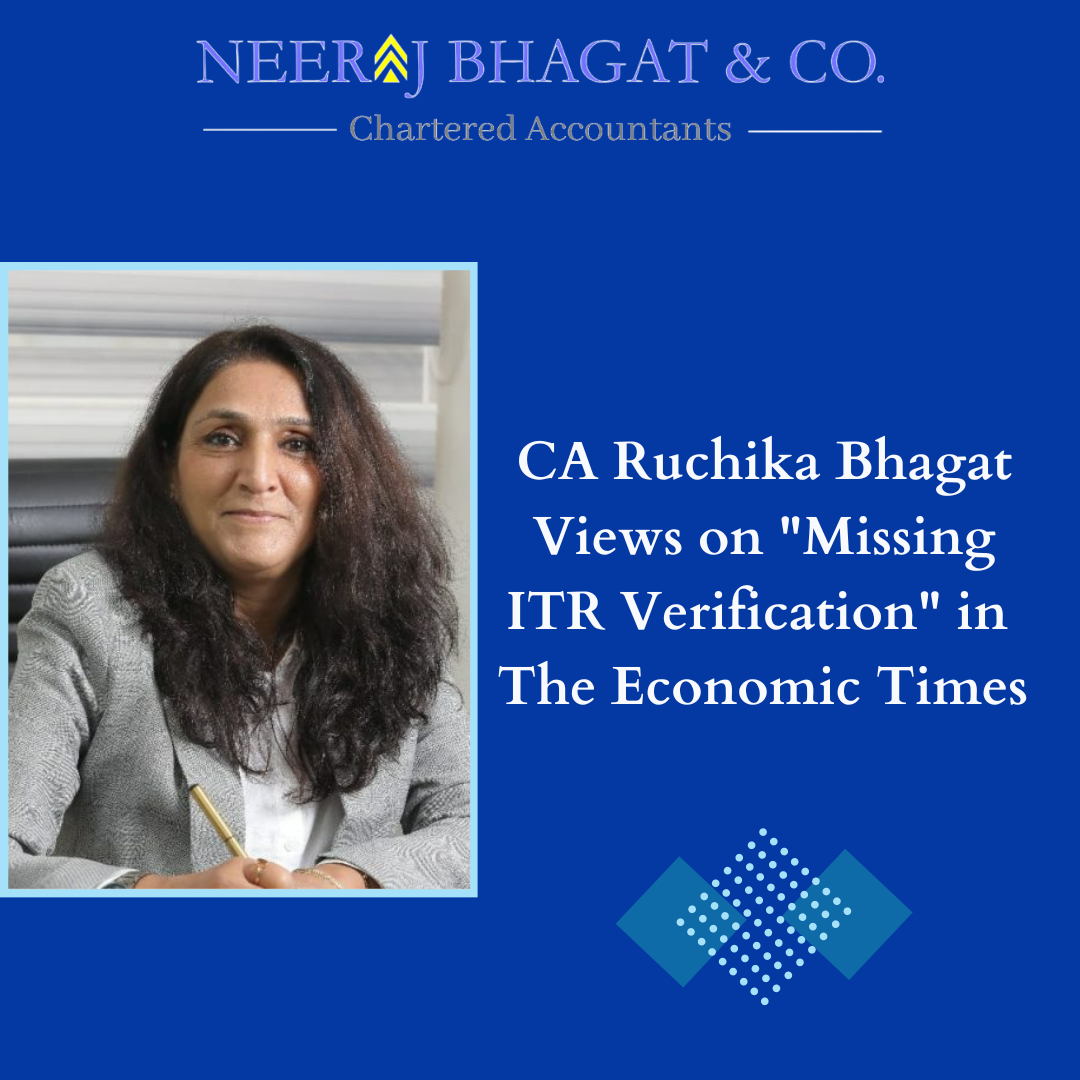 NEERAJ BHAGAT & CO.
Chartered Accountants
CA Ruchika Bhagat
Views on "Missing
ITR Verification" in
The Economic Times